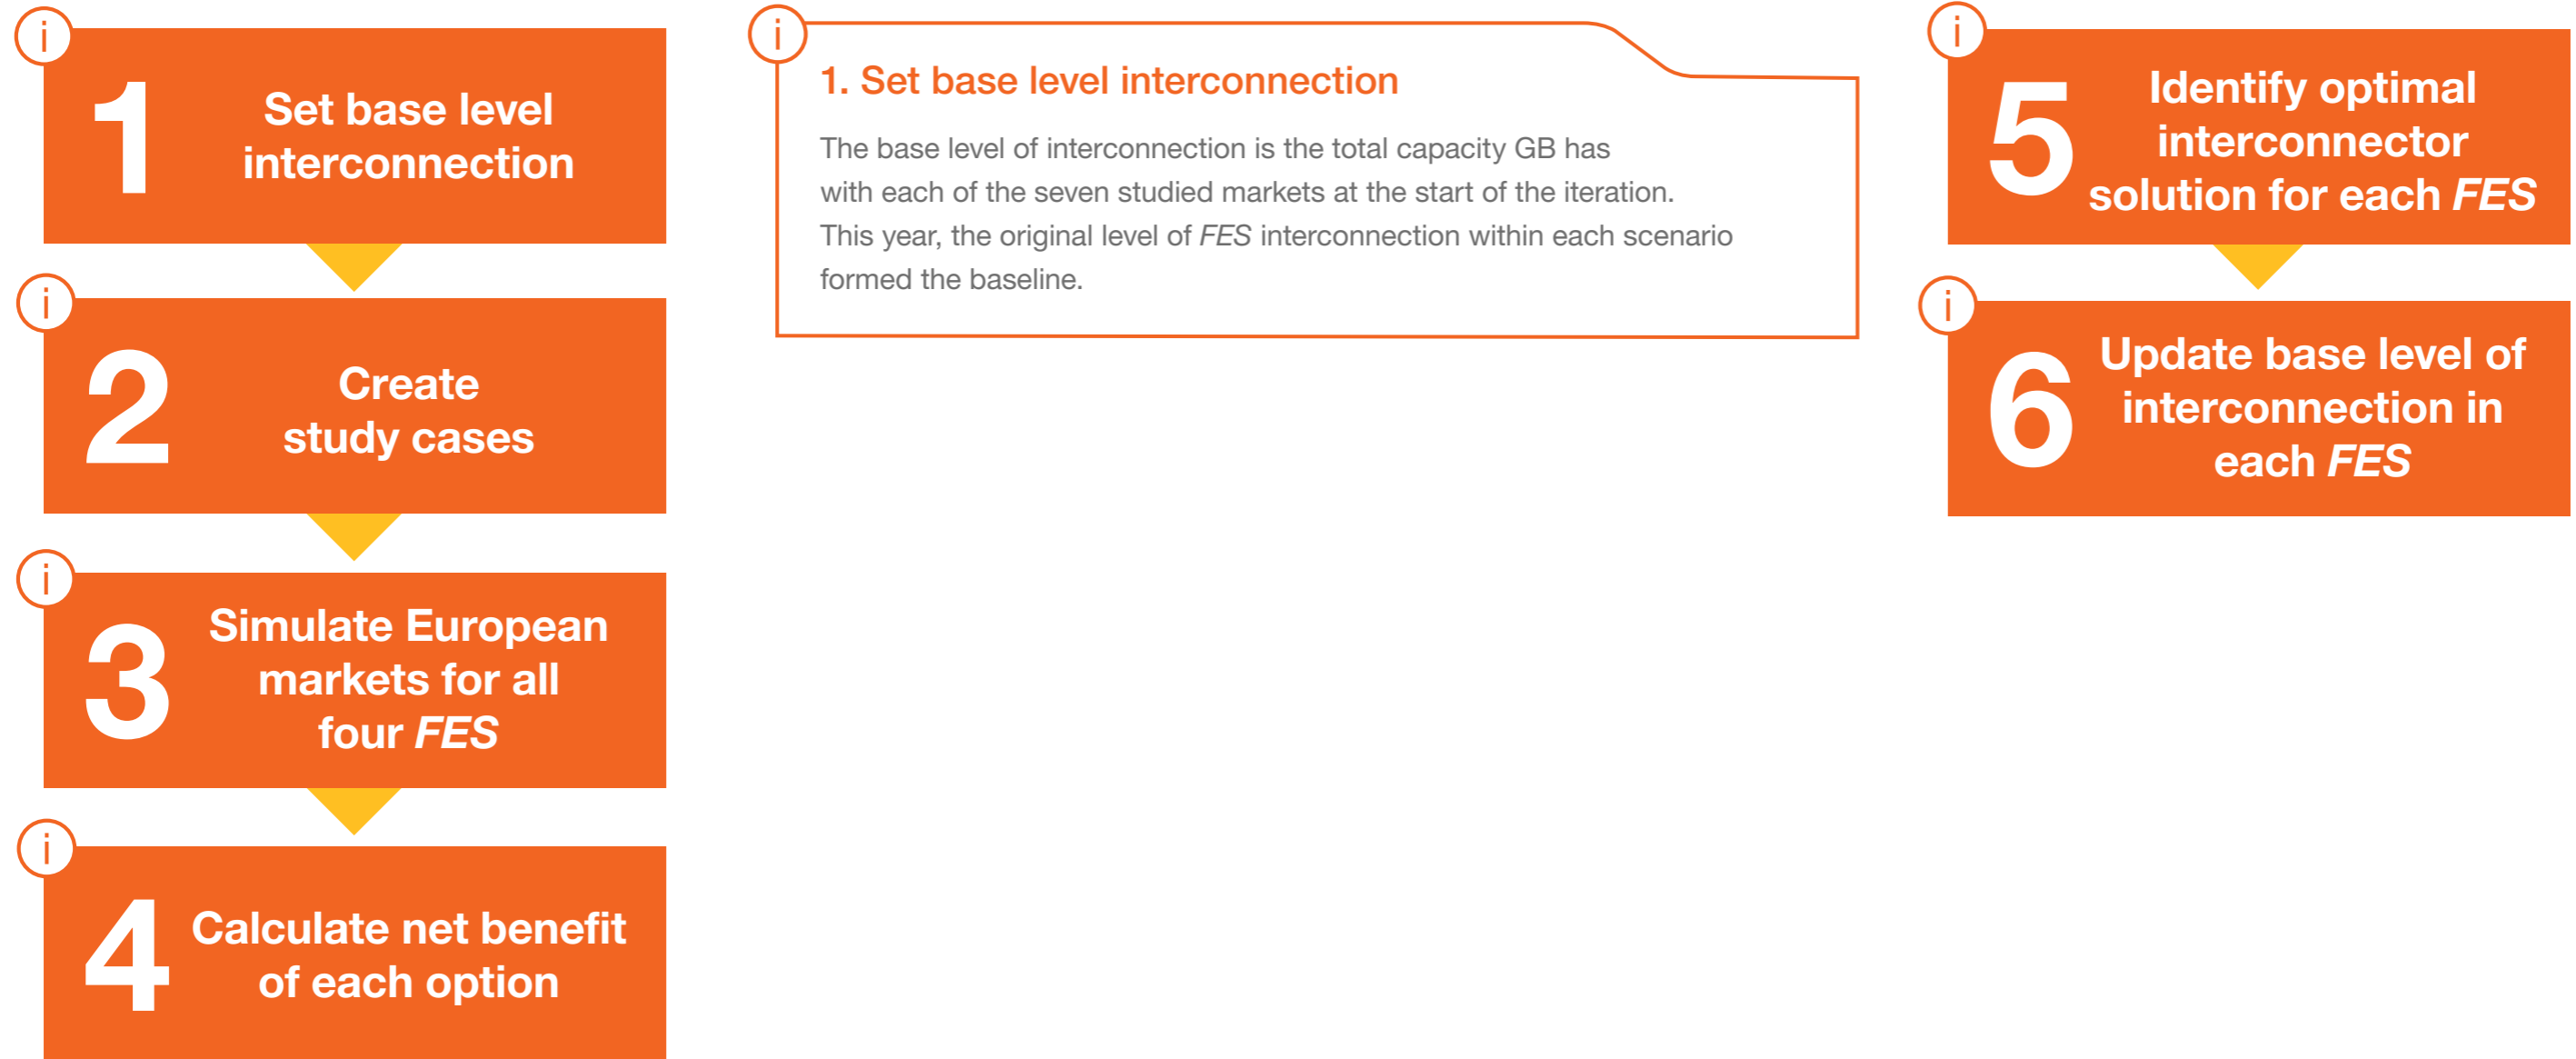 i
1
Set base level
interconnection
i
2
Create
study cases
i
3
Simulate European
markets for all
four FES
i
4
Calculate net benefit
of each option
i
1. Set base level interconnection
The base level of interconnection is the total capacity GB has
with each of the seven studied markets at the start of the iteration.
This year, the original level of FES interconnection within each scenario
formed the baseline.
i
5
Identify optimal
interconnector
solution for each FES
i
6
Update base level of
interconnection in
each FES